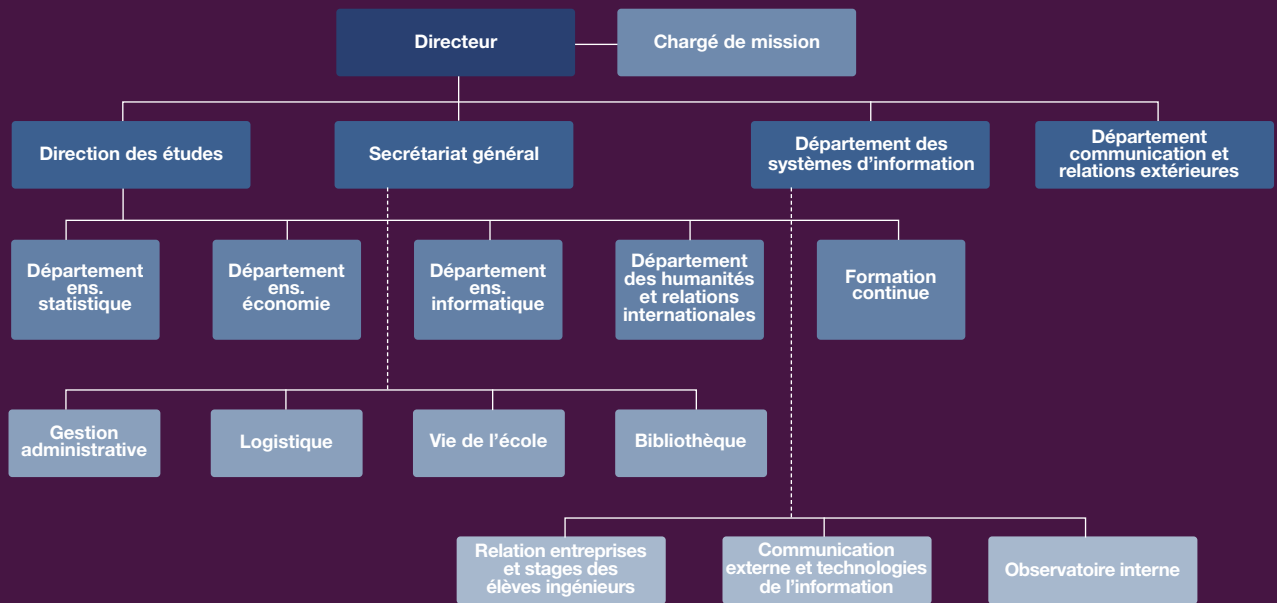 Directeur
Chargé de mission
Direction des études
Secrétariat général
Département des
systèmes d'information
Département
communication et
relations extérieures
Département
ens.
statistique
Département
ens.
économie
Département
ens.
informatique
Département
des humanités
et relations
internationales
Formation
continue
Gestion
administrative
Logistique
Vie de l'école
Bibliothèque
Relation entreprises
et stages des
élèves ingénieurs
Communication
externe et technologies
de l'information
Observatoire interne